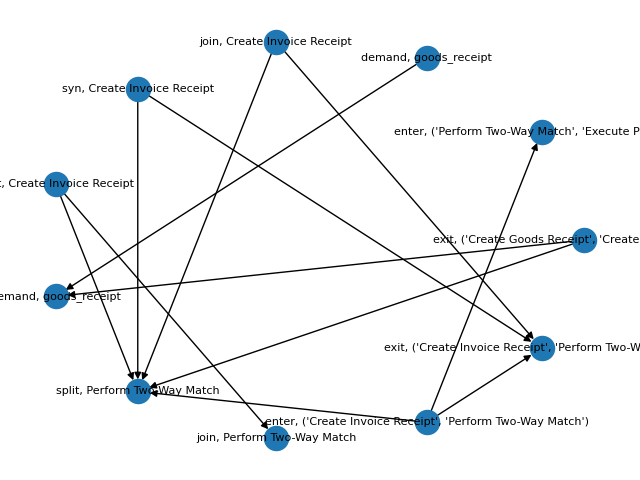 join, Create Invoice Receipt
demand, goods_receipt
syn, Create Invoice Receipt
enter, ('Perform Two-Way Match', 'Execute P
, Create Invoice Receipt
exit, ('Create Goods Receipt', 'Create
emand, goods_receipt
exit, ('Create Invoice Receipt', 'Perform Two-W
split, Perform Two-Way Match
enter, ('Create Invoice Receipt', 'Perform Two-Way Match')
join, Perform Two-Way Match